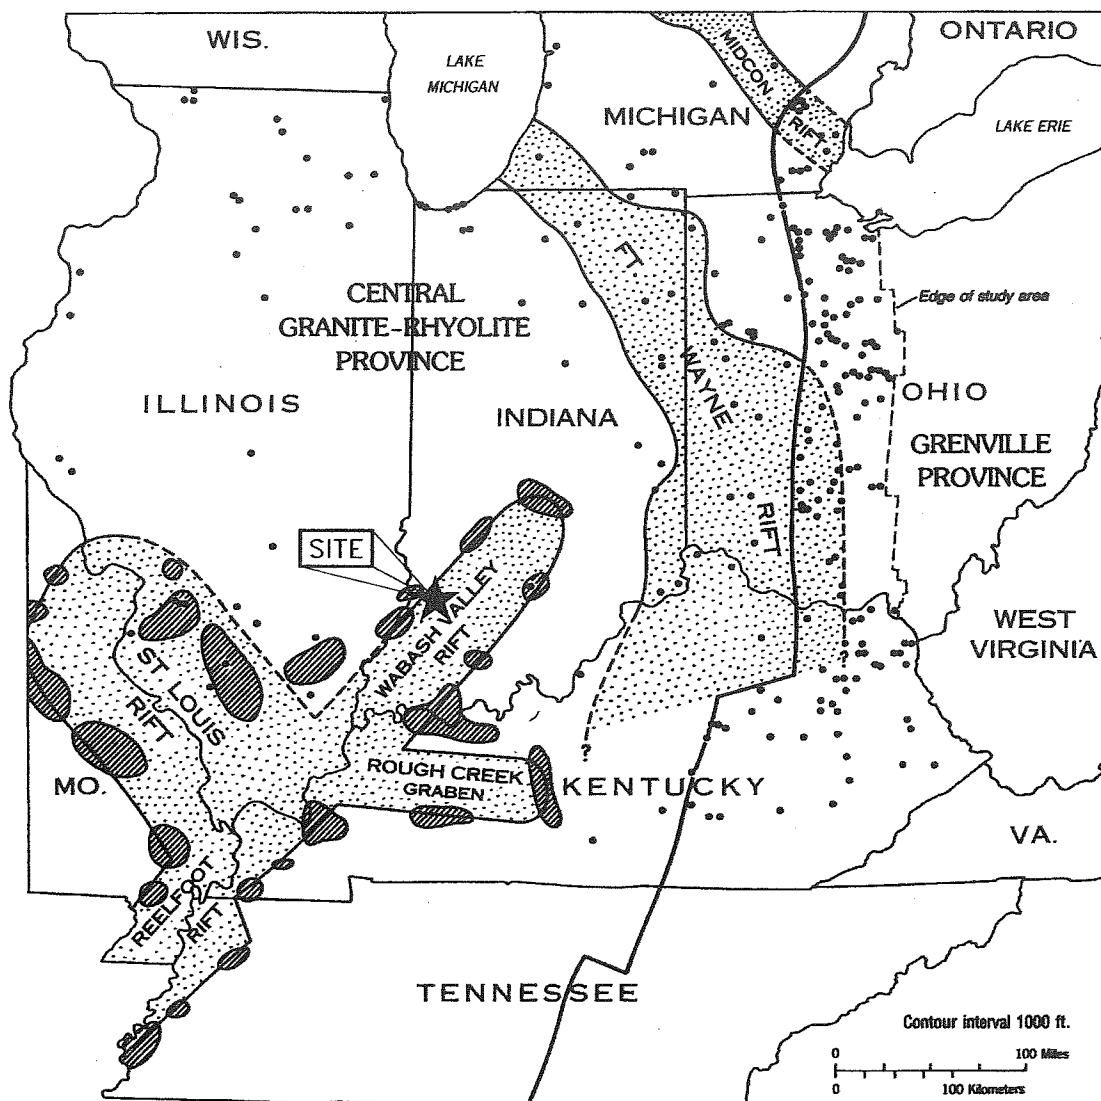 WIS.
LAKE
MICHIGAN
MICHIGAN
MIDCON
RIFT
ONTARIO
LAKE ERIE
FT
WAYNE
RIFT
Edge of study area
CENTRAL
GRANITE-RHYOLITE
PROVINCE
ILLINOIS
INDIANA
OHIO
GRENVILLE
PROVINCE
SITE
WABASH VALLEY
RIFT
ST LOUIS
RIFT
WEST
VIRGINIA
?
?
MO.
ROUGH CREEK
GRABEN
KENTUCKY
VA.
REELFOOT
RIFT
TENNESSEE
Contour interval 1000 ft.
0 100 Miles
0 100 Kilometers